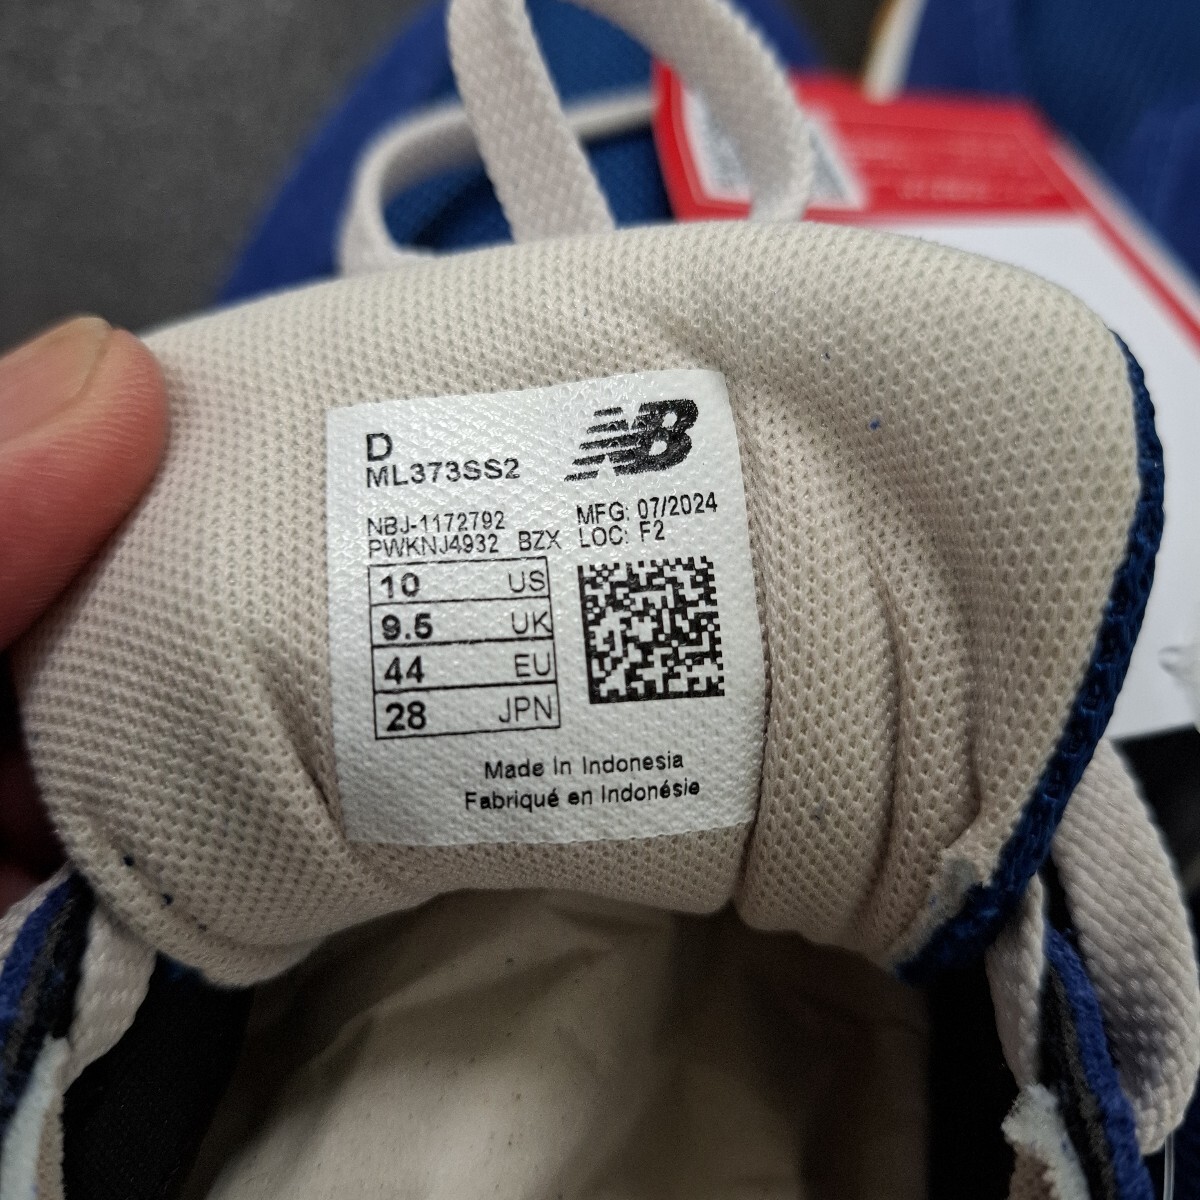 D
ML373SS2
NB
NBJ-1172792
PWKNJ4932 BZX
MFG: 07/2024
LOC: F2
10 US
9.5 UK
44 EU
28 JPN
Made In Indonesia
Fabriqué en Indonésie